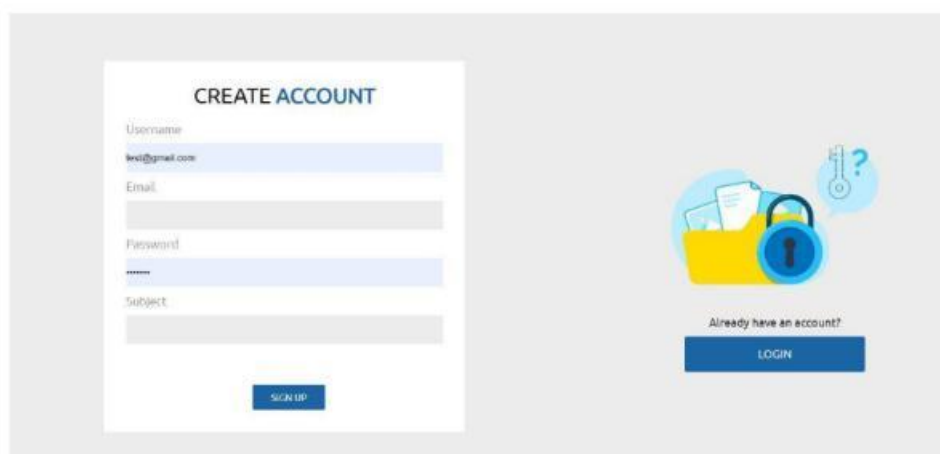 CREATE ACCOUNT
Username
test@gmail.com
Email
Password
•••••••
Subject
SIGN UP
?
Already have an account?
LOGIN